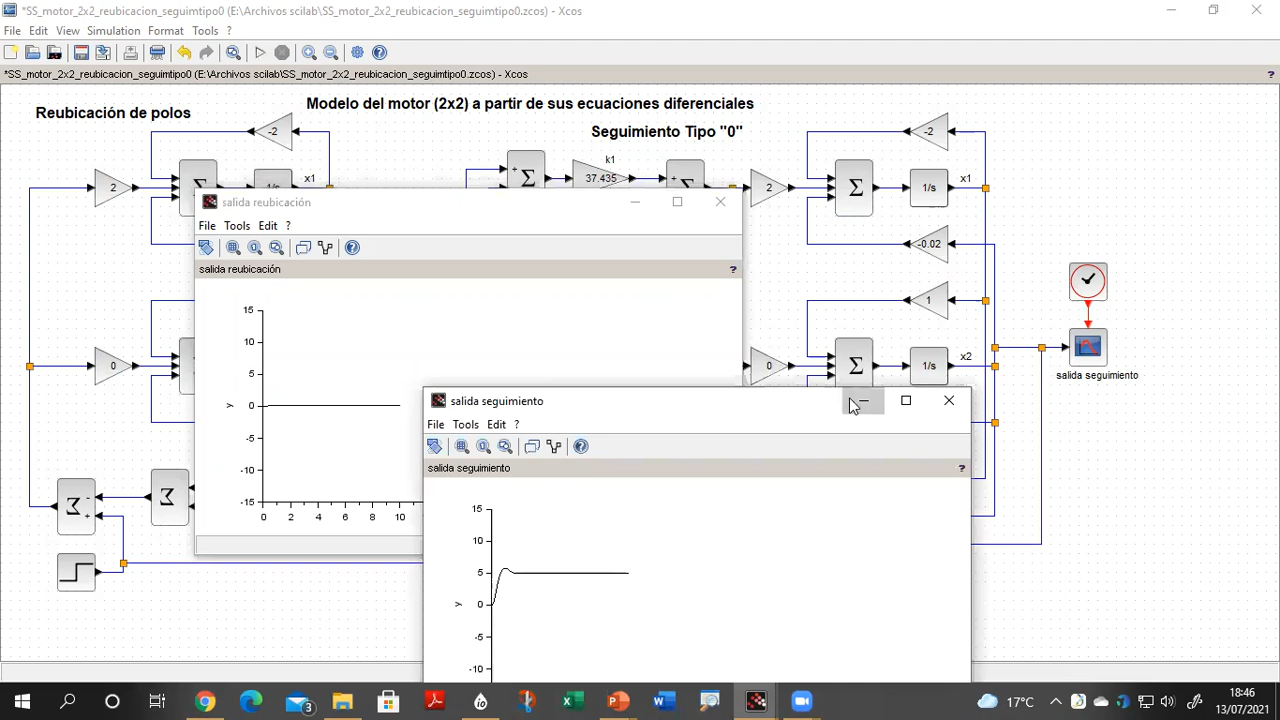 *SS_motor_2x2_reubicacion_seguimtipo0 (E:\Archivos scilab\SS_motor_2x2_reubicacion_seguimtipo0.zcos) - Xcos
File Edit View Simulation Format Tools ?
*SS_motor_2x2_reubicacion_seguimtipo0 (E:\Archivos scilab\SS_motor_2x2_reubicacion_seguimtipo0.zcos) - Xcos ?
Modelo del motor (2x2) a partir de sus ecuaciones diferenciales
Reubicación de polos
Seguimiento Tipo "0"
-2
-2
k1
+ Σ
37.435
+ Σ
2
Σ
1/s
x1
2
Σ
1/s
x1
salida reubicación
File Tools Edit ?
salida reubicación ?
15
10
5
y
0
-5
-10
-15
0 2 4 6 8 10
-0.02
1
0
0
Σ
1/s
x2
salida seguimiento
salida seguimiento
File Tools Edit ?
salida seguimiento ?
15
10
5
y
0
-5
-10
Σ - +
Σ
3
17°C
18:46
13/07/2021